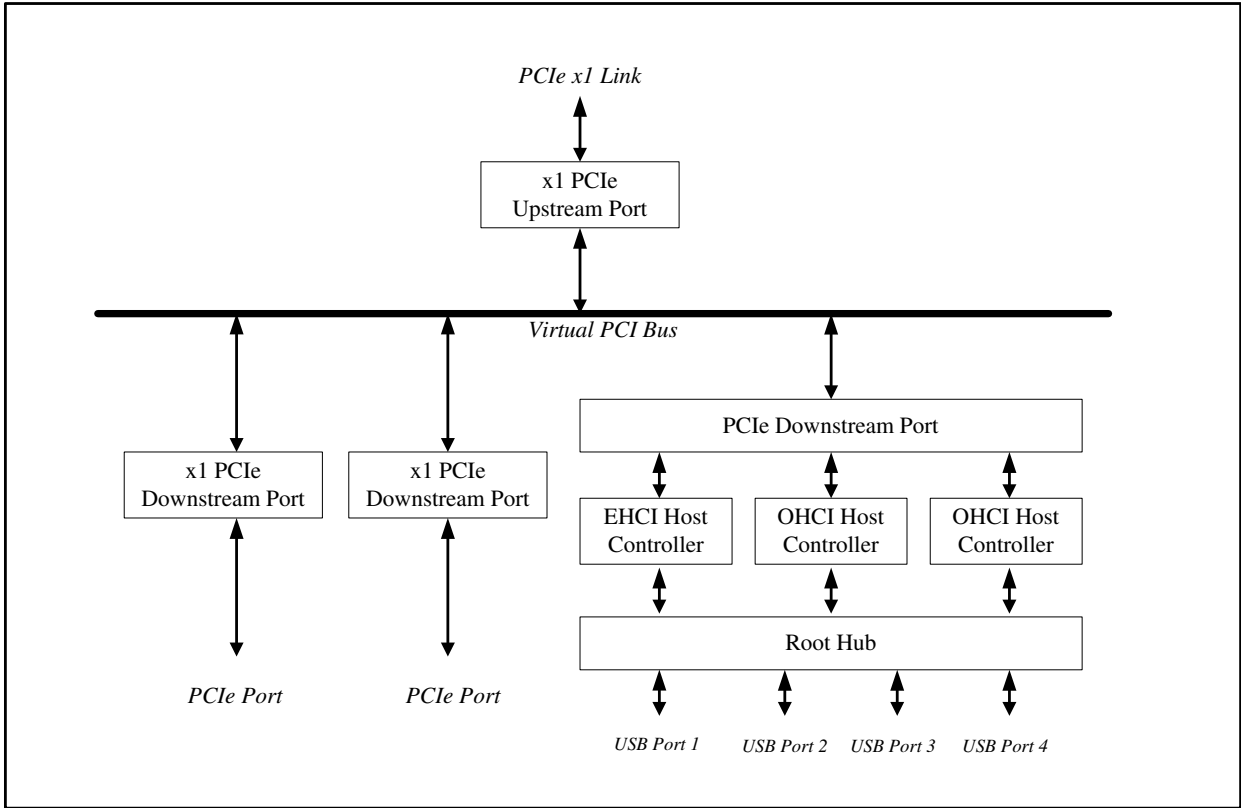 PCIe x1 Link
x1 PCIe
Upstream Port
Virtual PCI Bus
PCIe Downstream Port
x1 PCIe
Downstream Port
x1 PCIe
Downstream Port
EHCI Host
Controller
OHCI Host
Controller
OHCI Host
Controller
Root Hub
PCIe Port
PCIe Port
USB Port 1
USB Port 2
USB Port 3
USB Port 4